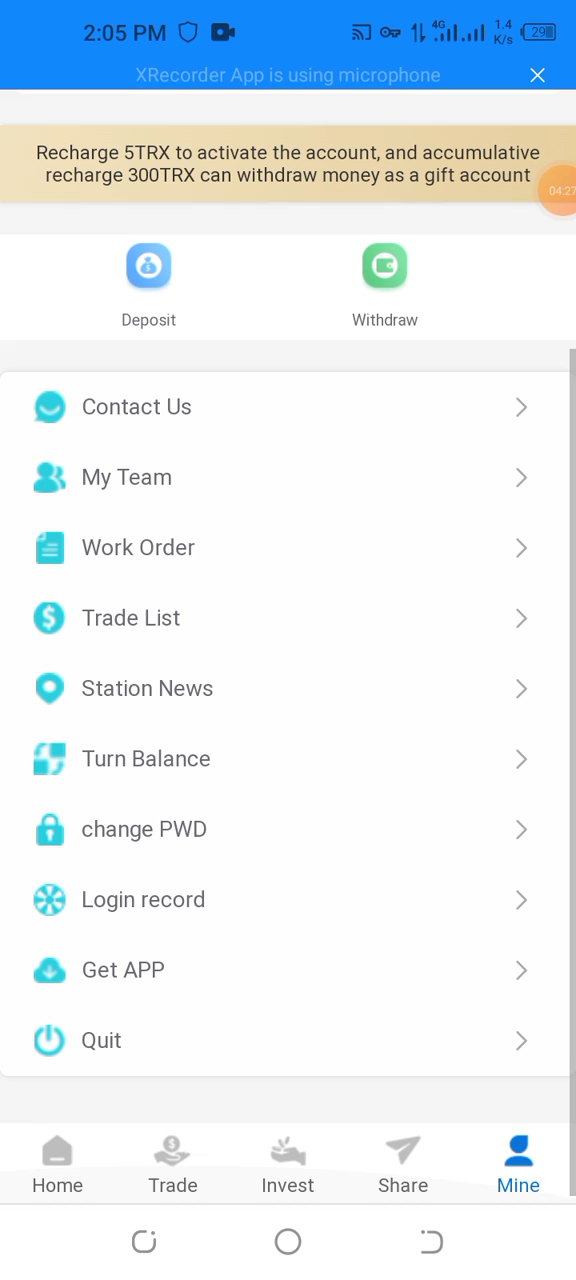 2:05 PM 4G 1.4 K/s 29
XRecorder App is using microphone
Recharge 5TRX to activate the account, and accumulative
recharge 300TRX can withdraw money as a gift account
04:27
Deposit Withdraw
Contact Us
My Team
Work Order
Trade List
Station News
Turn Balance
change PWD
Login record
Get APP
Quit
Home Trade Invest Share Mine